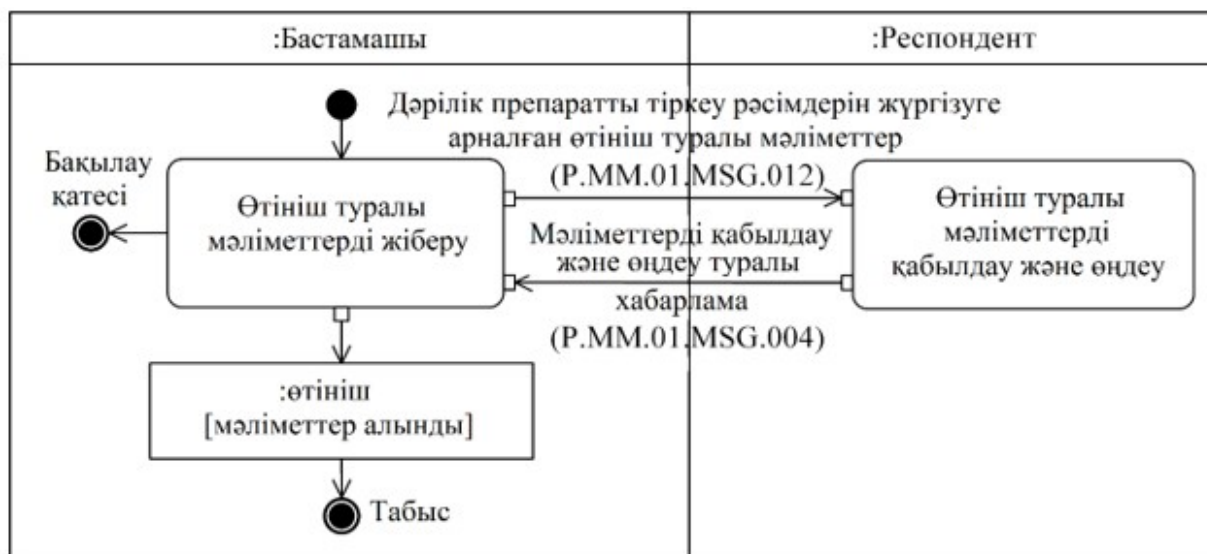 :Бастамашы
:Респондент
Дәрілік препаратты тіркеу рәсімдерін жүргізуге
арналған өтініш туралы мәліметтер
(P.MM.01.MSG.012)
Бақылау
қатесі
Өтініш туралы
мәліметтерді жіберу
Өтініш туралы
мәліметтерді
қабылдау және өңдеу
Мәліметтерді қабылдау
және өңдеу туралы
хабарлама
(P.MM.01.MSG.004)
:өтініш
[мәліметтер алынды]
Табыс